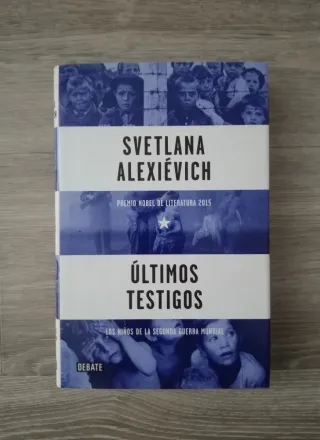 SVETLANA
ALEXIÉVICH
PREMIO NOBEL DE LITERATURA 2015
ÚLTIMOS
TESTIGOS
LOS NIÑOS DE LA SEGUNDA GUERRA MUNDIAL
DEBATE